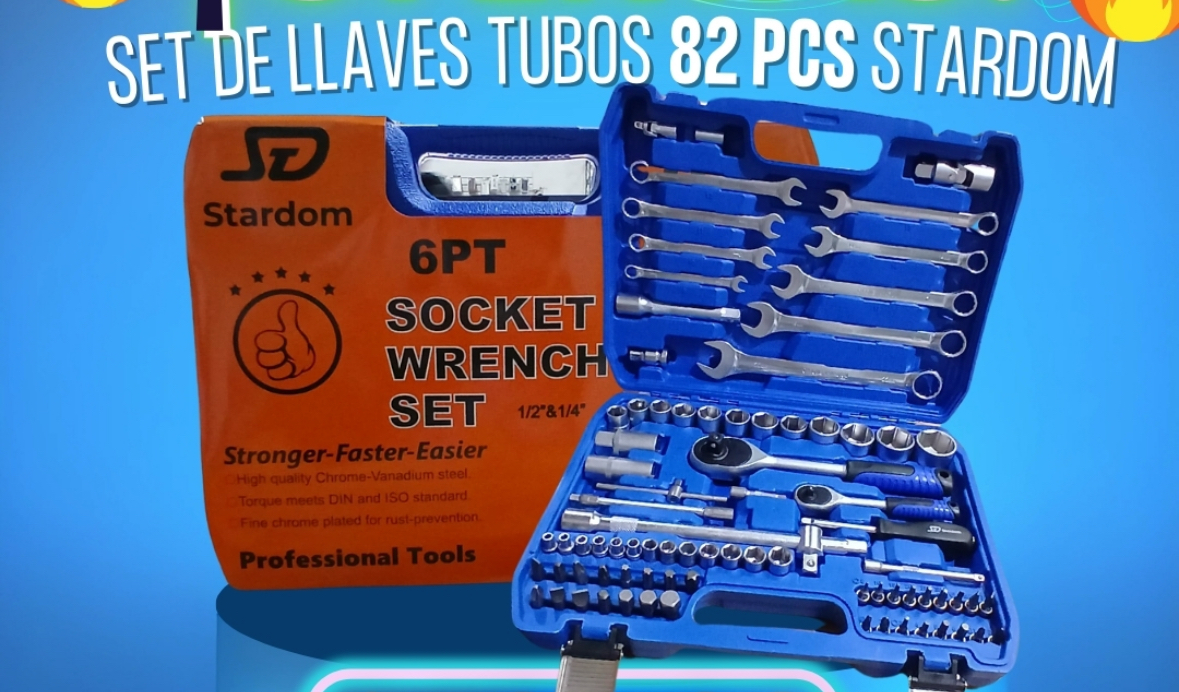 SET DE LLAVES TUBOS 82 PCS STARDOM
SD
Stardom
6PT
SOCKET
WRENCH
SET 1/2"&1/4"
Stronger-Faster-Easier
High quality Chrome-Vanadium steel.
Torque meets DIN and ISO standard.
Fine chrome plated for rust-prevention.
Professional Tools
SD